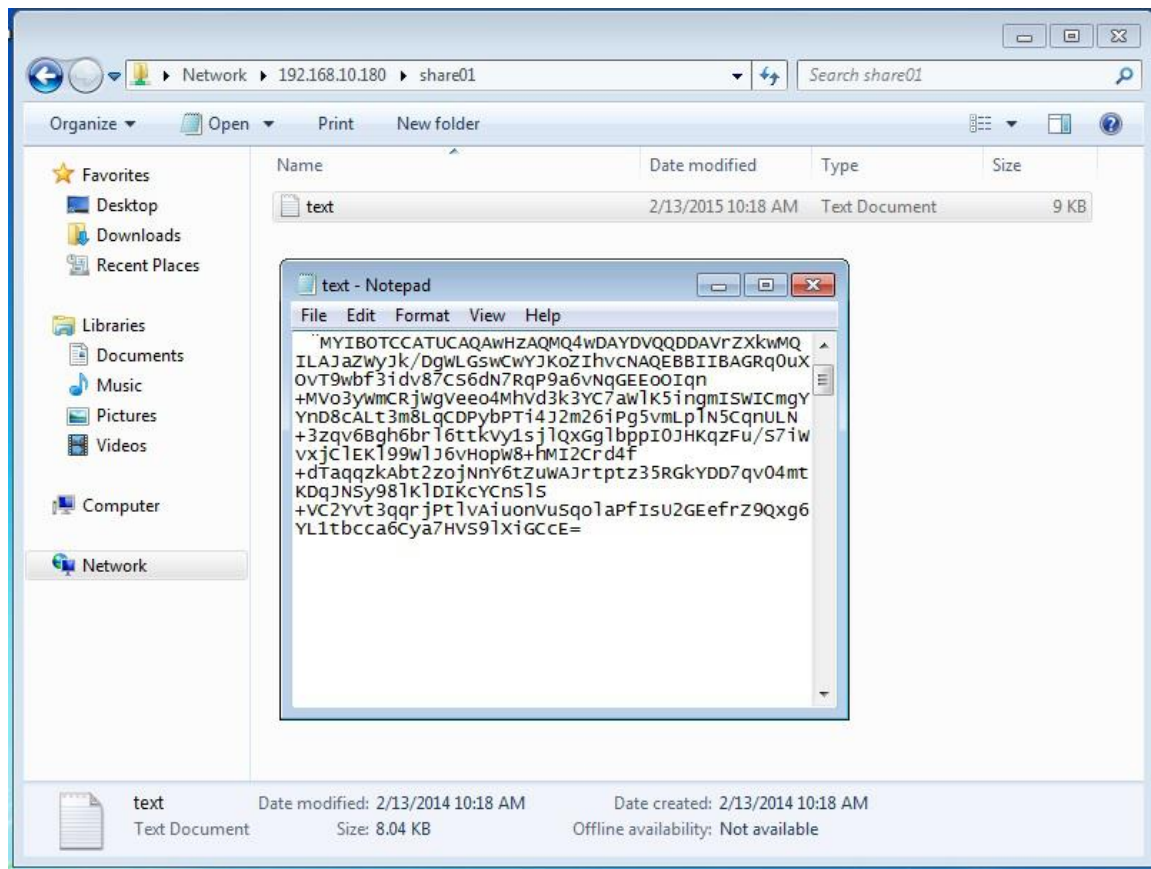 Network ▸ 192.168.10.180 ▸ share01
Search share01
Organize Open Print New folder
Favorites
Desktop
Downloads
Recent Places
Libraries
Documents
Music
Pictures
Videos
Computer
Network
Name Date modified Type Size
text 2/13/2015 10:18 AM Text Document 9 KB
text - Notepad
File Edit Format View Help
¨MYIBOTCCATUCAQAwHzAQMQ4wDAYDVQQDDAVrZXkwMQ
ILAJaZWyJk/DgWLGswCwYJKoZIhvcNAQEBBIIBAGRq0uX
OvT9wbf3idv87CS6dN7RqP9a6vNqGEEoOIqn
+MVo3yWmCRjWgVeeo4MhVd3k3YC7aWlK5ingmISWICmgY
YnD8cALt3m8LqCDPybPTi4J2m26iPg5vmLplN5CqnULN
+3zqv6Bgh6brl6ttkVy1sjlQxGglbppIOJHKqzFu/S7iW
vxjClEKl99WlJ6vHopW8+hMI2Crd4f
+dTaqqzkAbt2zojNnY6tZuWAJrtptz35RGkYDD7qv04mt
KDqJNSy98lKlDIKcYCnSlS
+VC2Yvt3qqrjPtlvAiuonVuSqolaPfIsU2GEefrZ9Qxg6
YL1tbcca6Cya7HVS9lXiGCcE=
text Date modified: 2/13/2014 10:18 AM Date created: 2/13/2014 10:18 AM
Text Document Size: 8.04 KB Offline availability: Not available